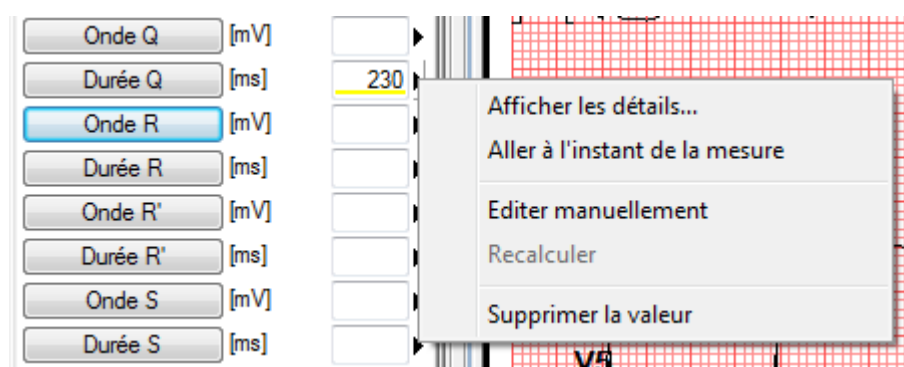 Onde Q [mV]
Durée Q [ms] 230
Onde R [mV]
Durée R [ms]
Onde R' [mV]
Durée R' [ms]
Onde S [mV]
Durée S [ms]
Afficher les détails...
Aller à l'instant de la mesure
Editer manuellement
Recalculer
Supprimer la valeur
V5